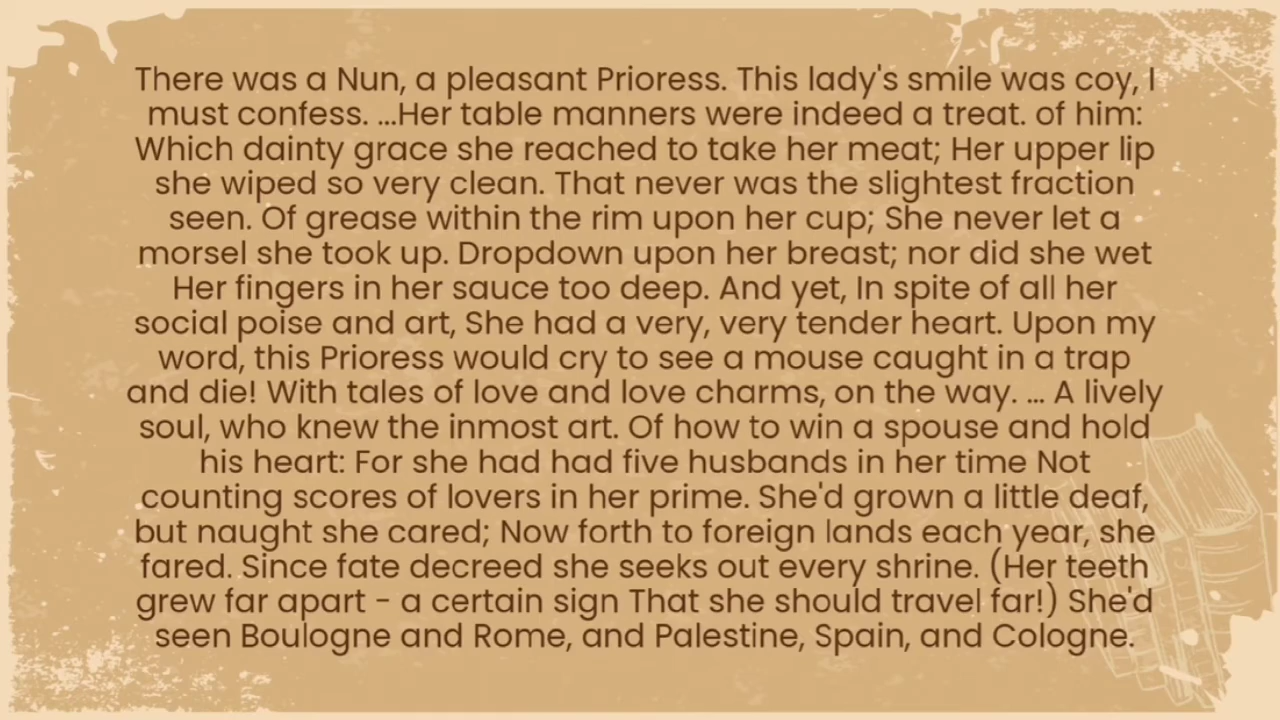 There was a Nun, a pleasant Prioress. This lady's smile was coy, I
must confess. ...Her table manners were indeed a treat. of him:
Which dainty grace she reached to take her meat; Her upper lip
she wiped so very clean. That never was the slightest fraction
seen. Of grease within the rim upon her cup; She never let a
morsel she took up. Dropdown upon her breast; nor did she wet
Her fingers in her sauce too deep. And yet, In spite of all her
social poise and art, She had a very, very tender heart. Upon my
word, this Prioress would cry to see a mouse caught in a trap
and die! With tales of love and love charms, on the way. ... A lively
soul, who knew the inmost art. Of how to win a spouse and hold
his heart: For she had had five husbands in her time Not
counting scores of lovers in her prime. She'd grown a little deaf,
but naught she cared; Now forth to foreign lands each year, she
fared. Since fate decreed she seeks out every shrine. (Her teeth
grew far apart - a certain sign That she should travel far!) She'd
seen Boulogne and Rome, and Palestine, Spain, and Cologne.